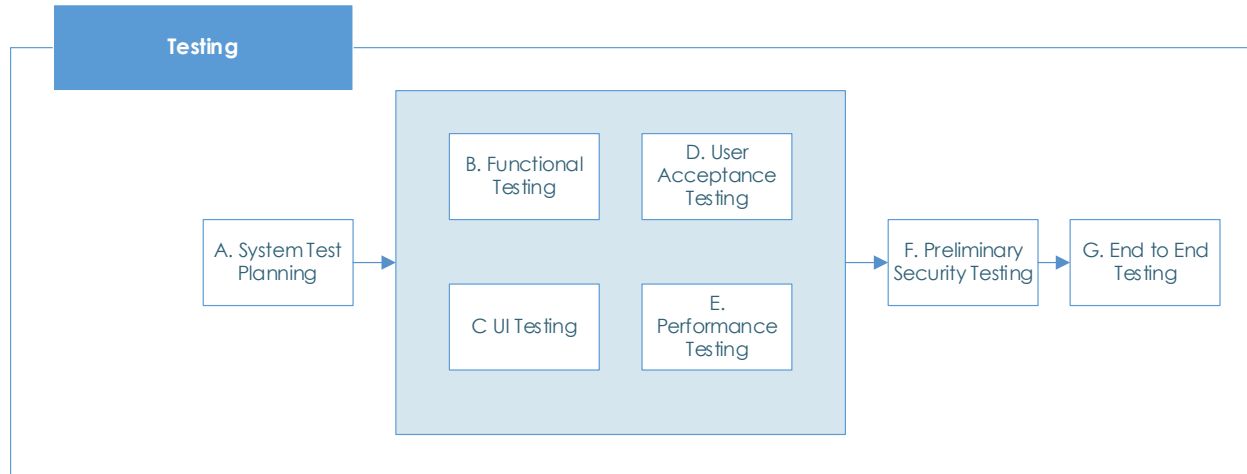 Testing
A. System Test
Planning
B. Functional
Testing
D. User
Acceptance
Testing
C UI Testing
E.
Performance
Testing
F. Preliminary
Security Testing
G. End to End
Testing